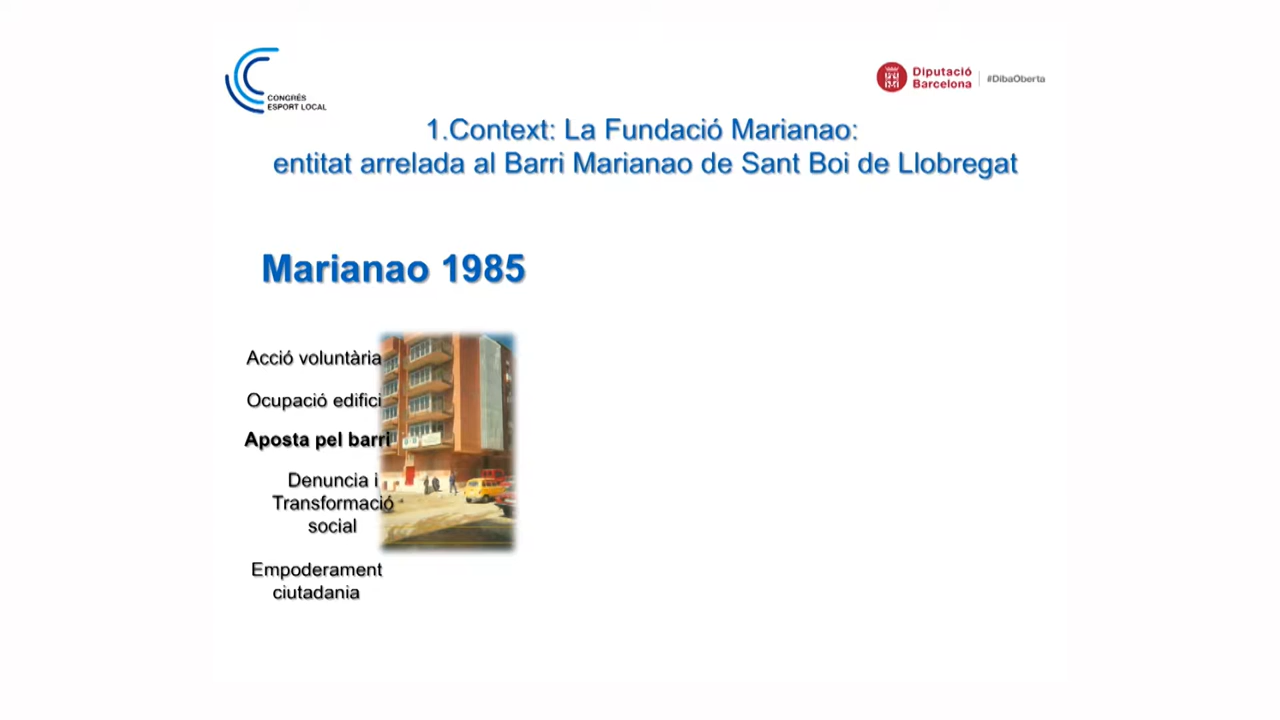 CONGRÉS
ESPORT LOCAL
Diputació
Barcelona
#DibaOberta
1.Context: La Fundació Marianao:
entitat arrelada al Barri Marianao de Sant Boi de Llobregat
Marianao 1985
Acció voluntària
Ocupació edifici
Aposta pel barri
Denuncia i
Transformació
social
Empoderament
ciutadania